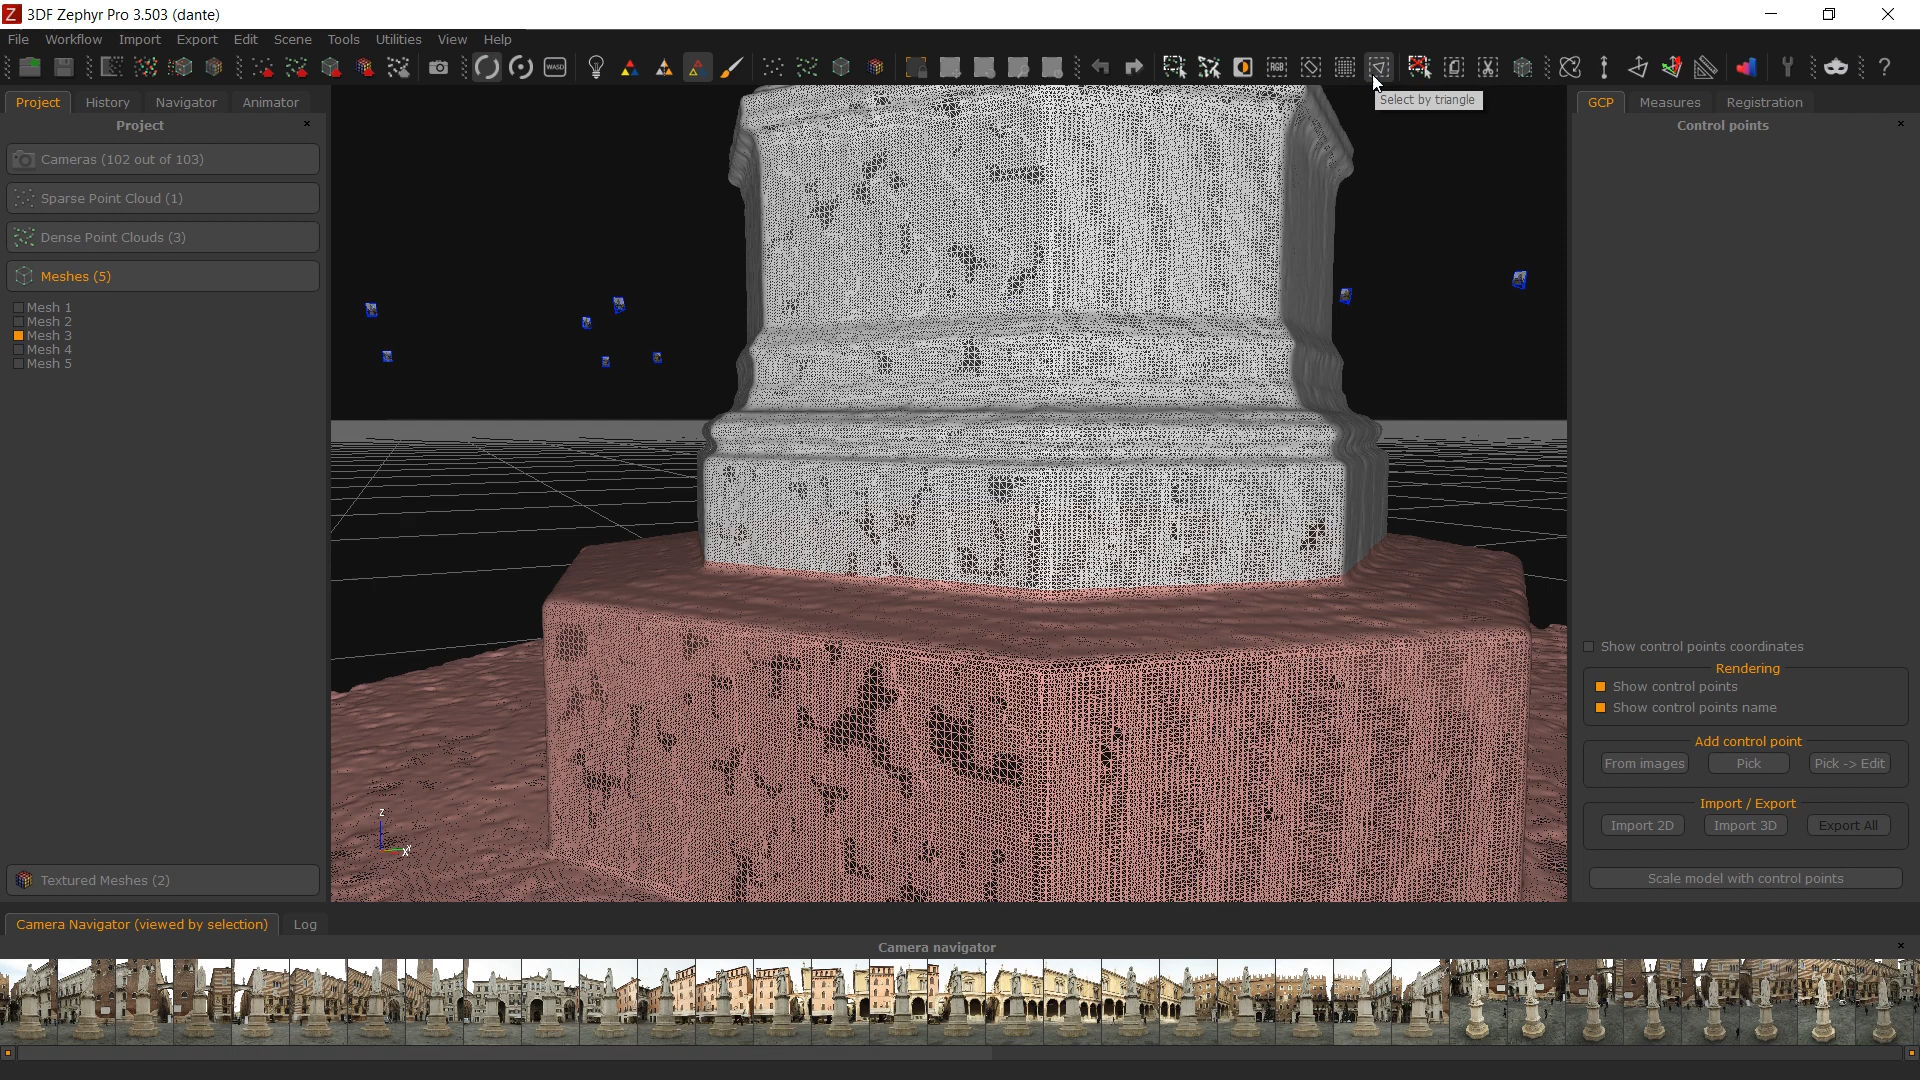 3DF Zephyr Pro 3.503 (dante)
File Workflow Import Export Edit Scene Tools Utilities View Help
WASD
RGB
Select by triangle
Project History Navigator Animator
Project
Cameras (102 out of 103)
Sparse Point Cloud (1)
Dense Point Clouds (3)
Meshes (5)
Mesh 1
Mesh 2
Mesh 3
Mesh 4
Mesh 5
Textured Meshes (2)
Z
GCP Measures Registration
Control points
Show control points coordinates
Rendering
Show control points
Show control points name
Add control point
From images Pick Pick -> Edit
Import / Export
Import 2D Import 3D Export All
Scale model with control points
Camera Navigator (viewed by selection) Log
Camera navigator